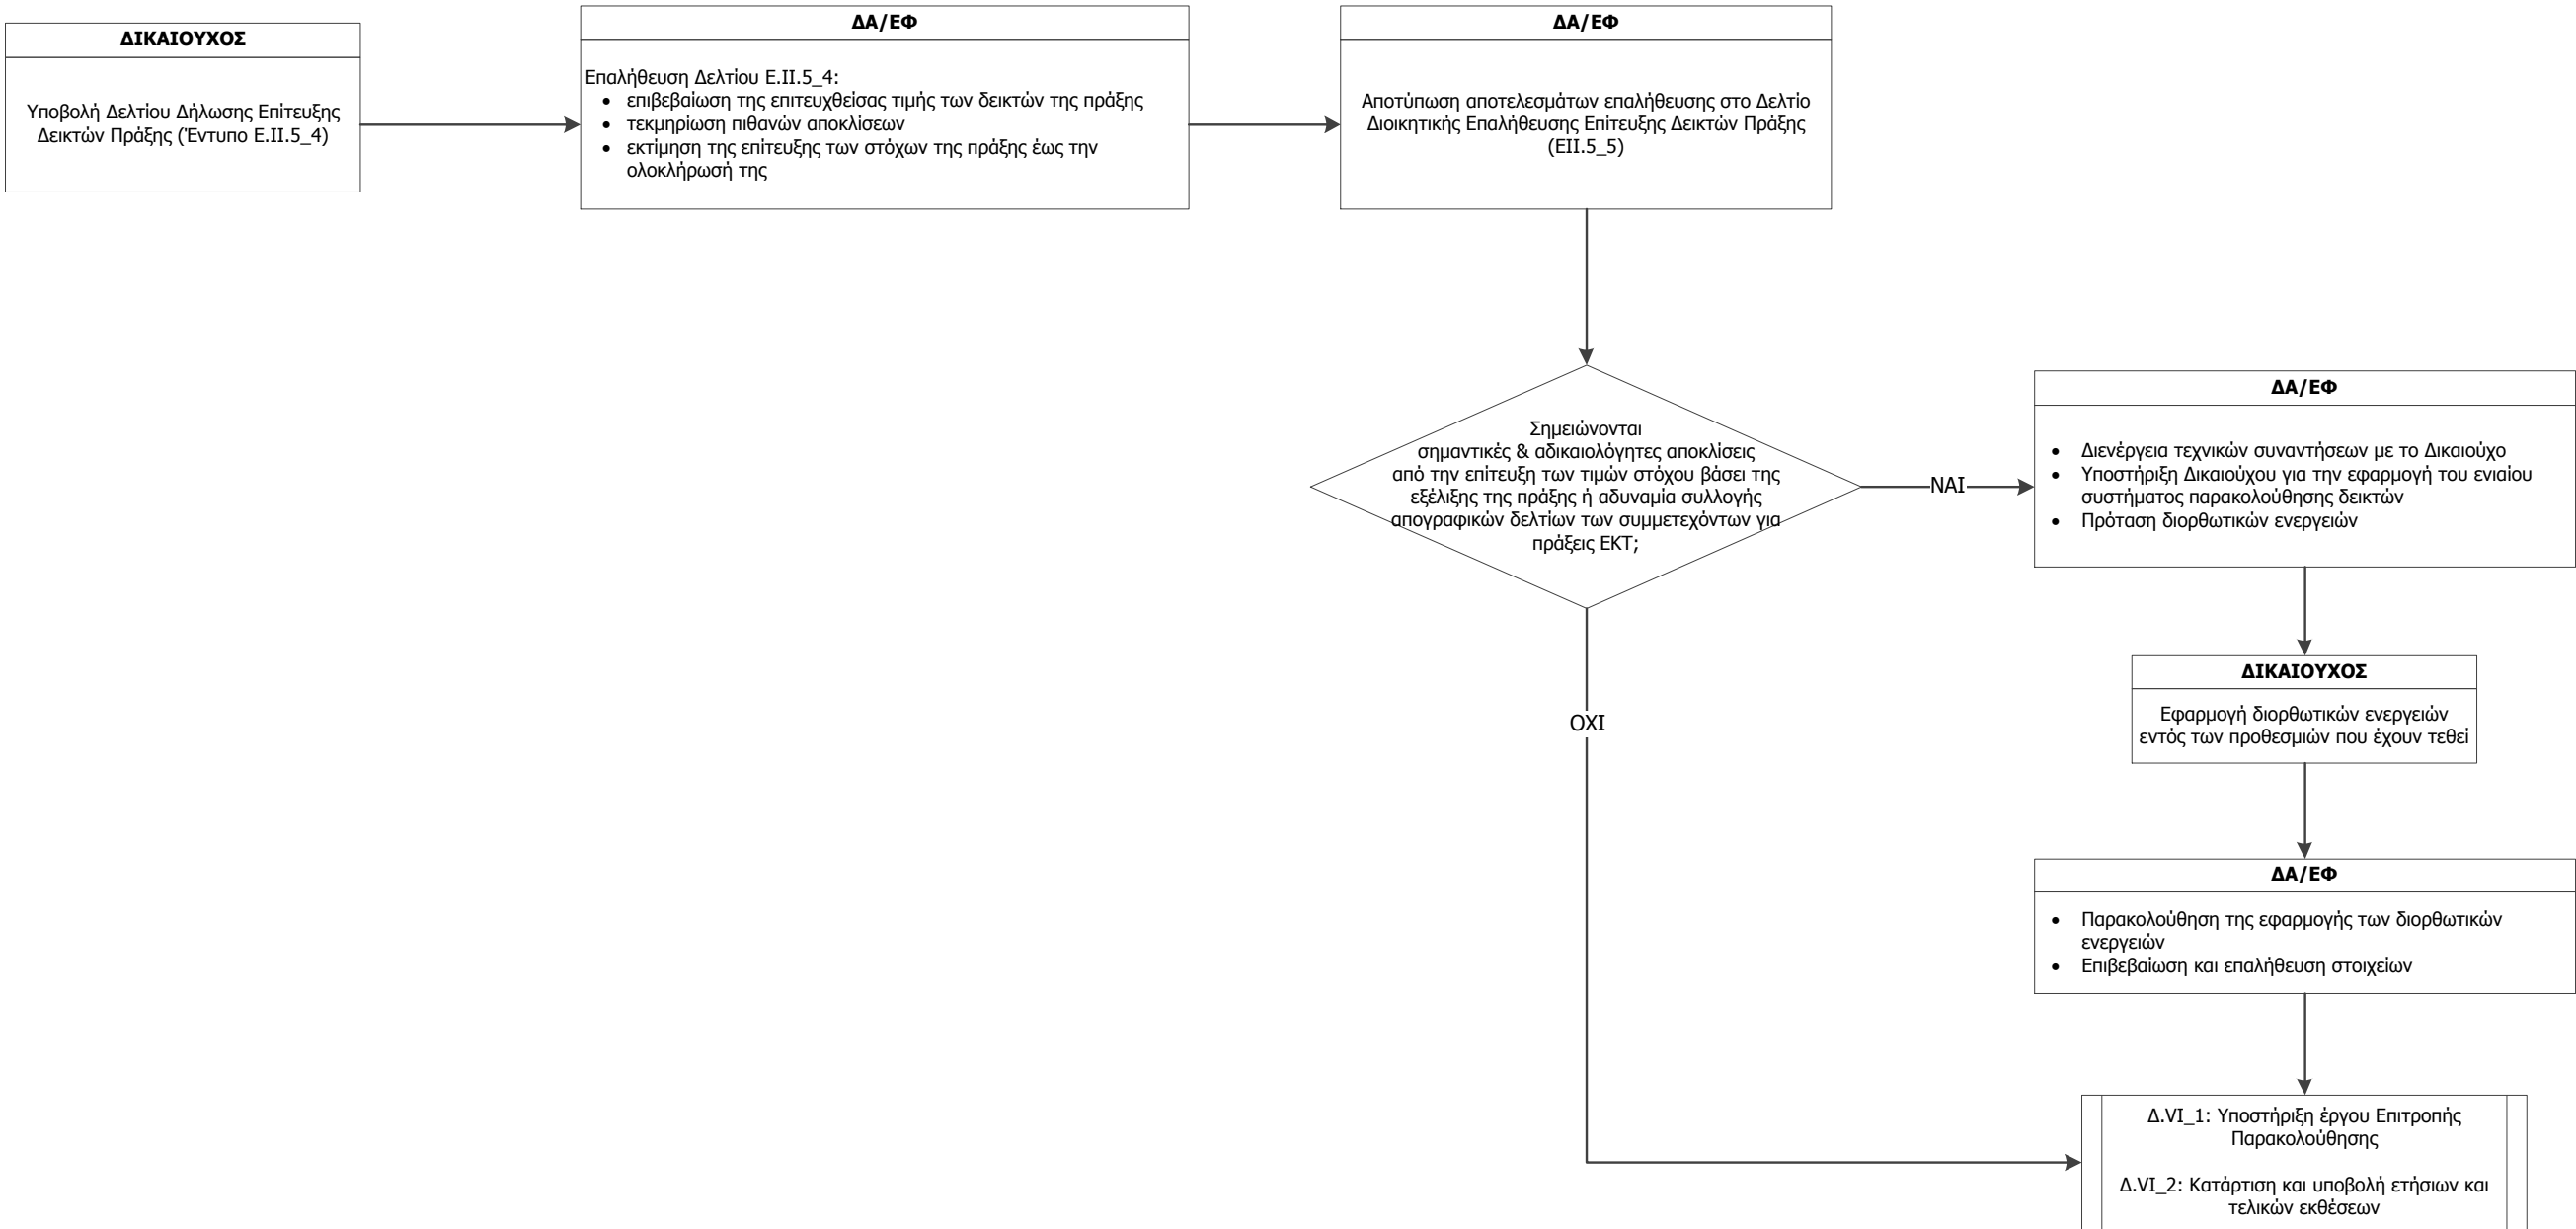 ΔΙΚΑΙΟΥΧΟΣ
Υποβολή Δελτίου Δήλωσης Επίτευξης
Δεικτών Πράξης (Έντυπο Ε.ΙΙ.5_4)
ΔΑ/ΕΦ
Επαλήθευση Δελτίου Ε.ΙΙ.5_4:
• επιβεβαίωση της επιτευχθείσας τιμής των δεικτών της πράξης
• τεκμηρίωση πιθανών αποκλίσεων
• εκτίμηση της επίτευξης των στόχων της πράξης έως την
ολοκλήρωσή της
ΔΑ/ΕΦ
Αποτύπωση αποτελεσμάτων επαλήθευσης στο Δελτίο
Διοικητικής Επαλήθευσης Επίτευξης Δεικτών Πράξης
(ΕΙΙ.5_5)
Σημειώνονται
σημαντικές & αδικαιολόγητες αποκλίσεις
από την επίτευξη των τιμών στόχου βάσει της
εξέλιξης της πράξης ή αδυναμία συλλογής
απογραφικών δελτίων των συμμετεχόντων για
πράξεις ΕΚΤ;
ΝΑΙ
ΟΧΙ
ΔΑ/ΕΦ
• Διενέργεια τεχνικών συναντήσεων με το Δικαιούχο
• Υποστήριξη Δικαιούχου για την εφαρμογή του ενιαίου
συστήματος παρακολούθησης δεικτών
• Πρόταση διορθωτικών ενεργειών
ΔΙΚΑΙΟΥΧΟΣ
Εφαρμογή διορθωτικών ενεργειών
εντός των προθεσμιών που έχουν τεθεί
ΔΑ/ΕΦ
• Παρακολούθηση της εφαρμογής των διορθωτικών
ενεργειών
• Επιβεβαίωση και επαλήθευση στοιχείων
Δ.VI_1: Υποστήριξη έργου Επιτροπής
Παρακολούθησης
Δ.VI_2: Κατάρτιση και υποβολή ετήσιων και
τελικών εκθέσεων